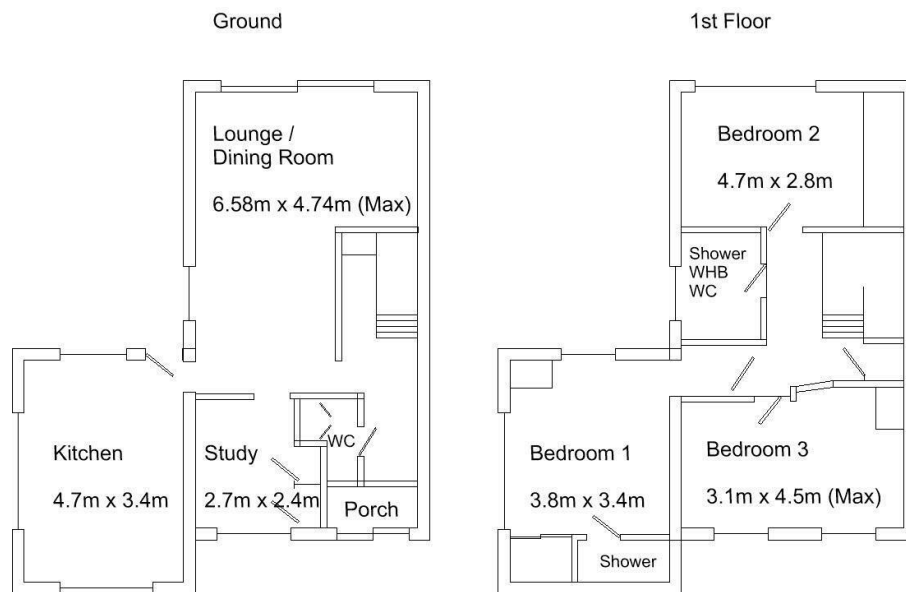 Ground
Lounge /
Dining Room
6.58m x 4.74m (Max)
Kitchen
4.7m x 3.4m
Study
2.7m x 2.4m
WC
Porch
1st Floor
Bedroom 2
4.7m x 2.8m
Shower
WHB
WC
Bedroom 1
3.8m x 3.4m
Bedroom 3
3.1m x 4.5m (Max)
Shower